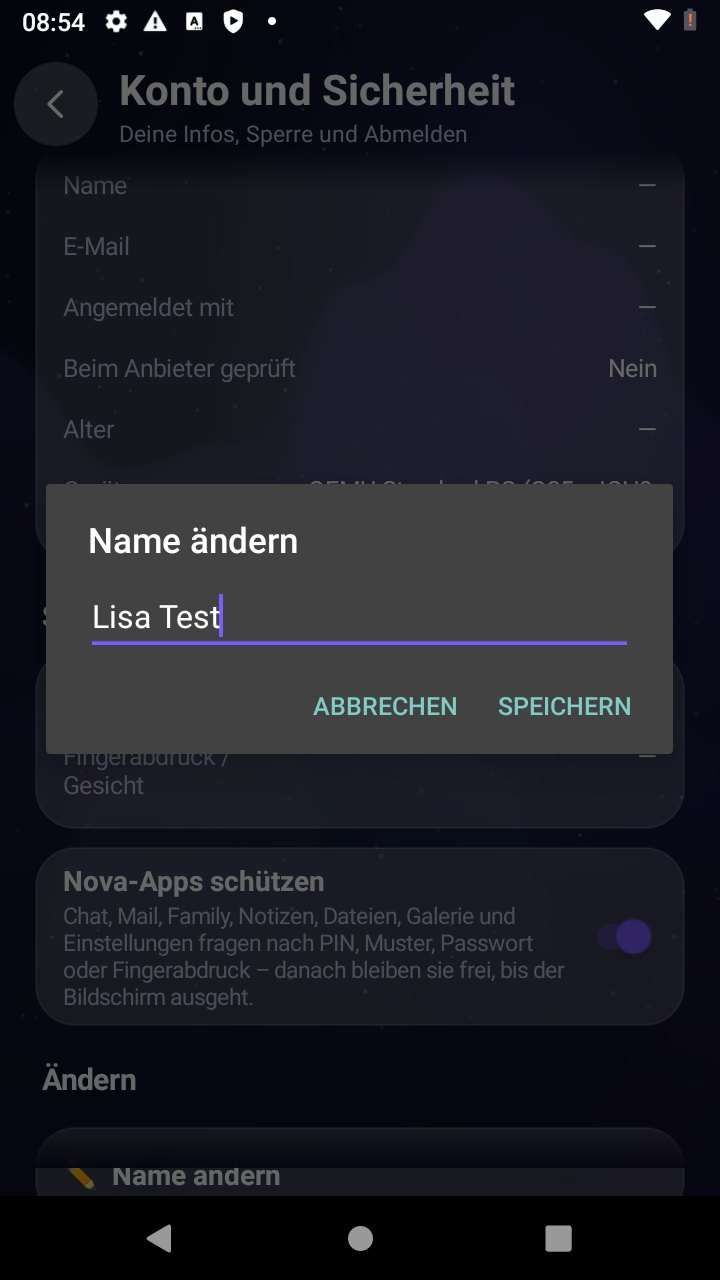 08:54
Konto und Sicherheit
Deine Infos, Sperre und Abmelden
Name —
E-Mail —
Angemeldet mit —
Beim Anbieter geprüft Nein
Alter —
Name ändern
Lisa Test
ABBRECHEN SPEICHERN
Fingerabdruck / —
Gesicht
Nova-Apps schützen
Chat, Mail, Family, Notizen, Dateien, Galerie und
Einstellungen fragen nach PIN, Muster, Passwort
oder Fingerabdruck – danach bleiben sie frei, bis der
Bildschirm ausgeht.
Ändern
Name ändern